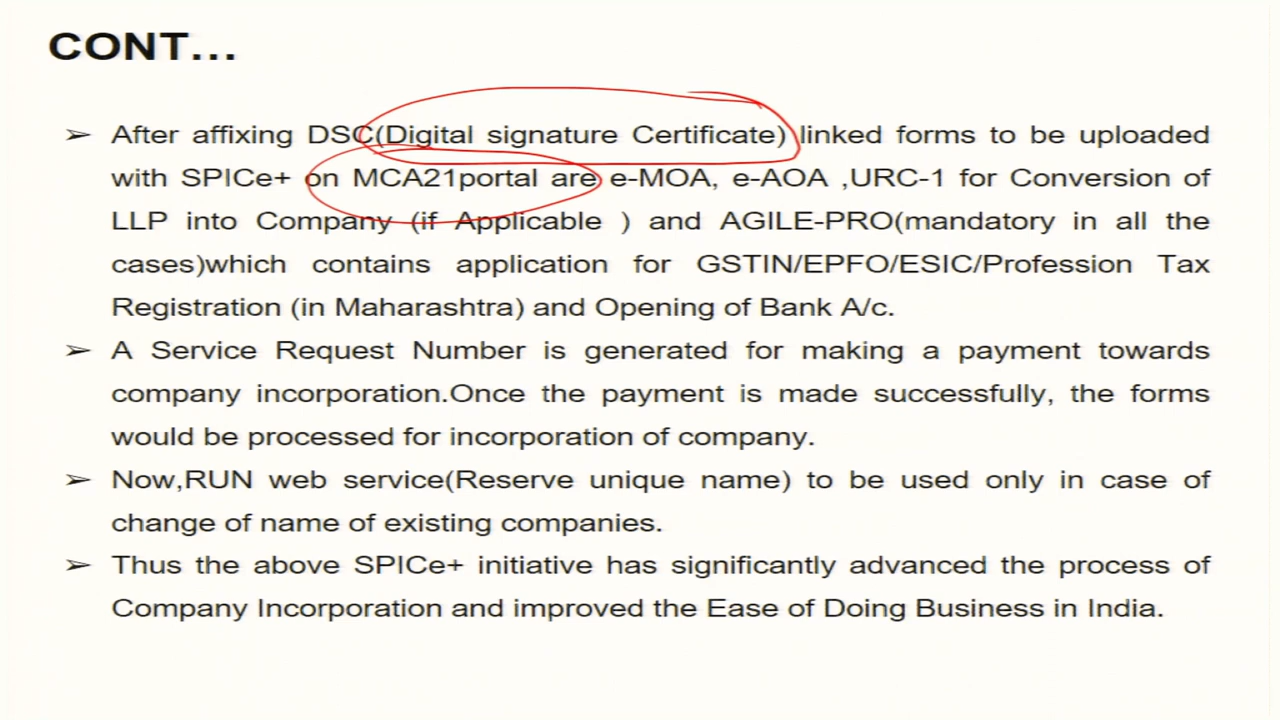 CONT...
➢ After affixing DSC(Digital signature Certificate) linked forms to be uploaded
with SPICe+ on MCA21portal are e-MOA, e-AOA ,URC-1 for Conversion of
LLP into Company (if Applicable ) and AGILE-PRO(mandatory in all the
cases)which contains application for GSTIN/EPFO/ESIC/Profession Tax
Registration (in Maharashtra) and Opening of Bank A/c.
➢ A Service Request Number is generated for making a payment towards
company incorporation.Once the payment is made successfully, the forms
would be processed for incorporation of company.
➢ Now,RUN web service(Reserve unique name) to be used only in case of
change of name of existing companies.
➢ Thus the above SPICe+ initiative has significantly advanced the process of
Company Incorporation and improved the Ease of Doing Business in India.